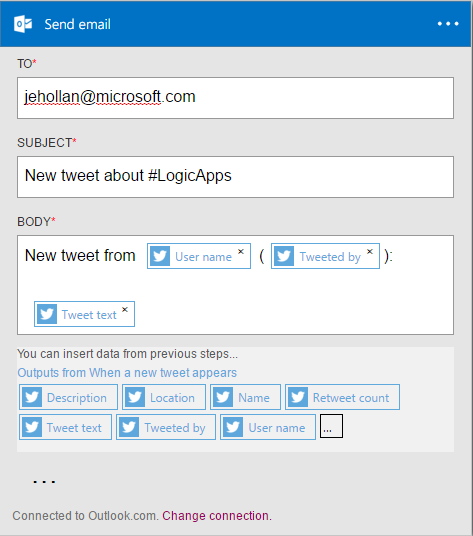 Send email
TO*
jehollan@microsoft.com
SUBJECT*
New tweet about #LogicApps
BODY*
New tweet from User name × ( Tweeted by × ):
Tweet text ×
You can insert data from previous steps...
Outputs from When a new tweet appears
Description Location Name Retweet count
Tweet text Tweeted by User name ...
...
Connected to Outlook.com. Change connection.